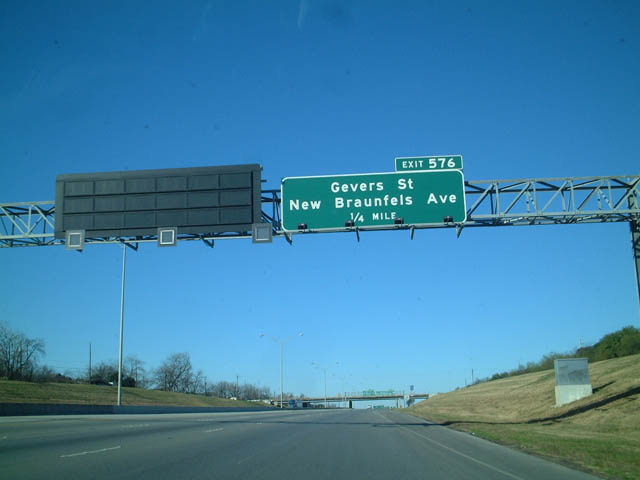 EXIT 576
Gevers St
New Braunfels Ave
1/4 MILE